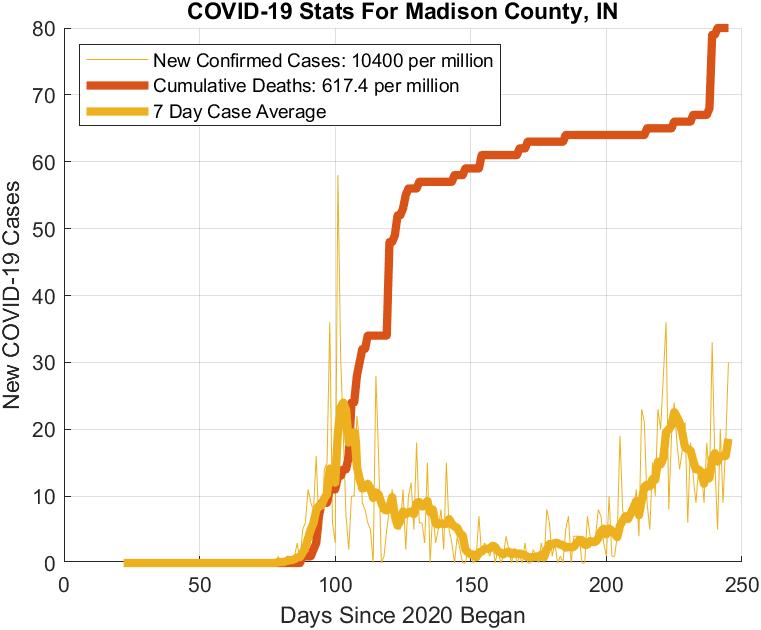 COVID-19 Stats For Madison County, IN
New Confirmed Cases: 10400 per million
Cumulative Deaths: 617.4 per million
7 Day Case Average
New COVID-19 Cases
80
70
60
50
40
30
20
10
0
0 50 100 150 200 250
Days Since 2020 Began